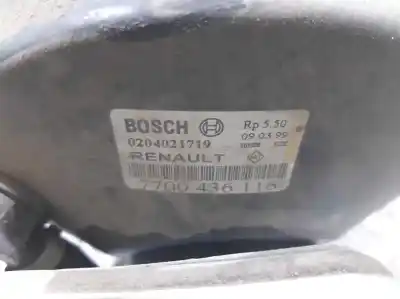 BOSCH Rp 5.50
0204021719 09.03.99
RENAULT
7700 436 116